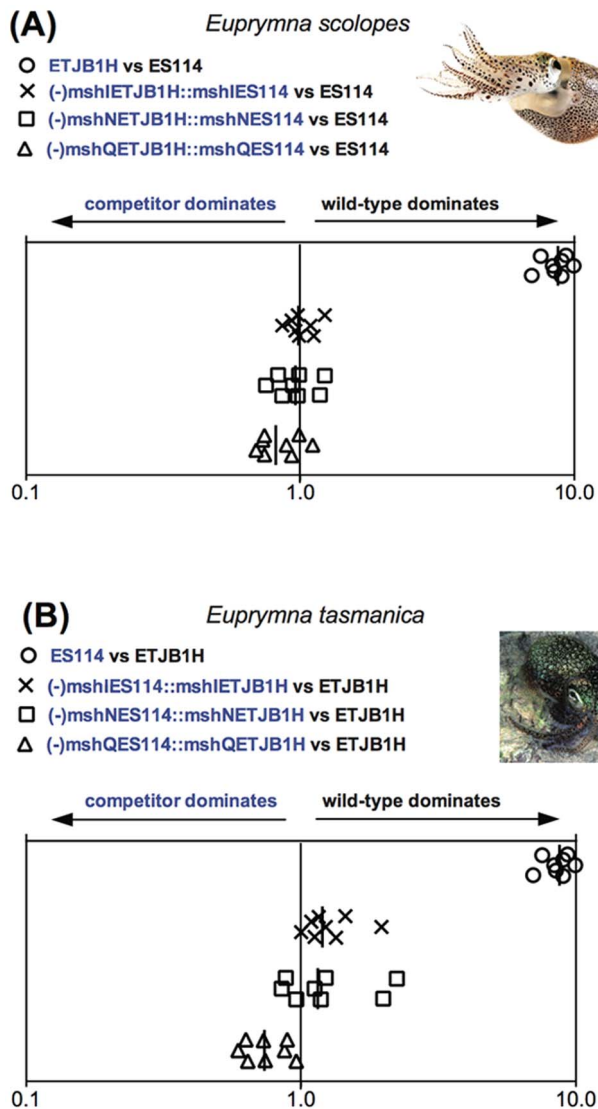 (A) Euprymna scolopes
ETJB1H vs ES114
(-)mshIETJB1H::mshIES114 vs ES114
(-)mshNETJB1H::mshNES114 vs ES114
(-)mshQETJB1H::mshQES114 vs ES114
competitor dominates wild-type dominates
0.1 1.0 10.0
(B) Euprymna tasmanica
ES114 vs ETJB1H
(-)mshIES114::mshIETJB1H vs ETJB1H
(-)mshNES114::mshNETJB1H vs ETJB1H
(-)mshQES114::mshQETJB1H vs ETJB1H
competitor dominates wild-type dominates
0.1 1.0 10.0